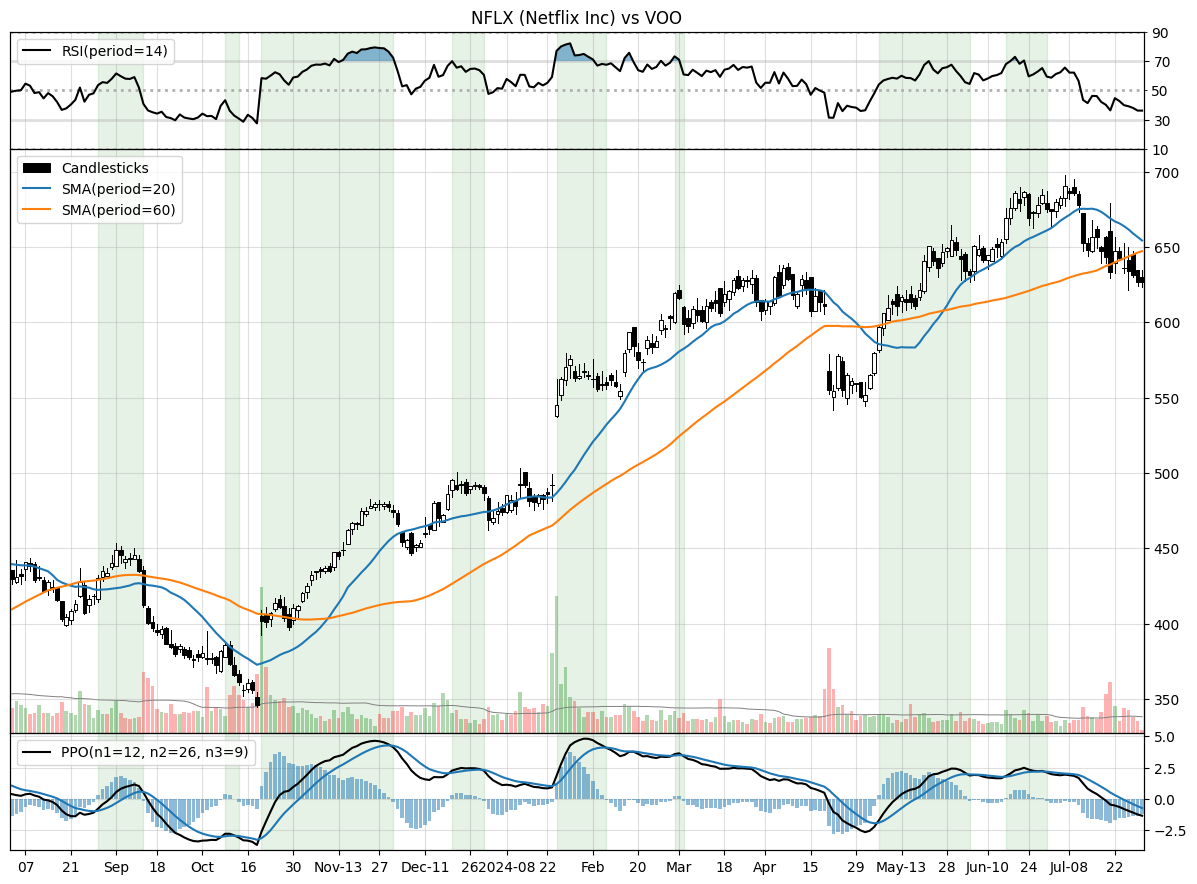 NFLX (Netflix Inc) vs VOO
RSI(period=14)
90
70
50
30
10
Candlesticks
SMA(period=20)
SMA(period=60)
700
650
600
550
500
450
400
350
PPO(n1=12, n2=26, n3=9)
5.0
2.5
0.0
−2.5
07 21 Sep 18 Oct 16 30 Nov-13 27 Dec-11 26 2024-08 22 Feb 20 Mar 18 Apr 15 29 May-13 28 Jun-10 24 Jul-08 22